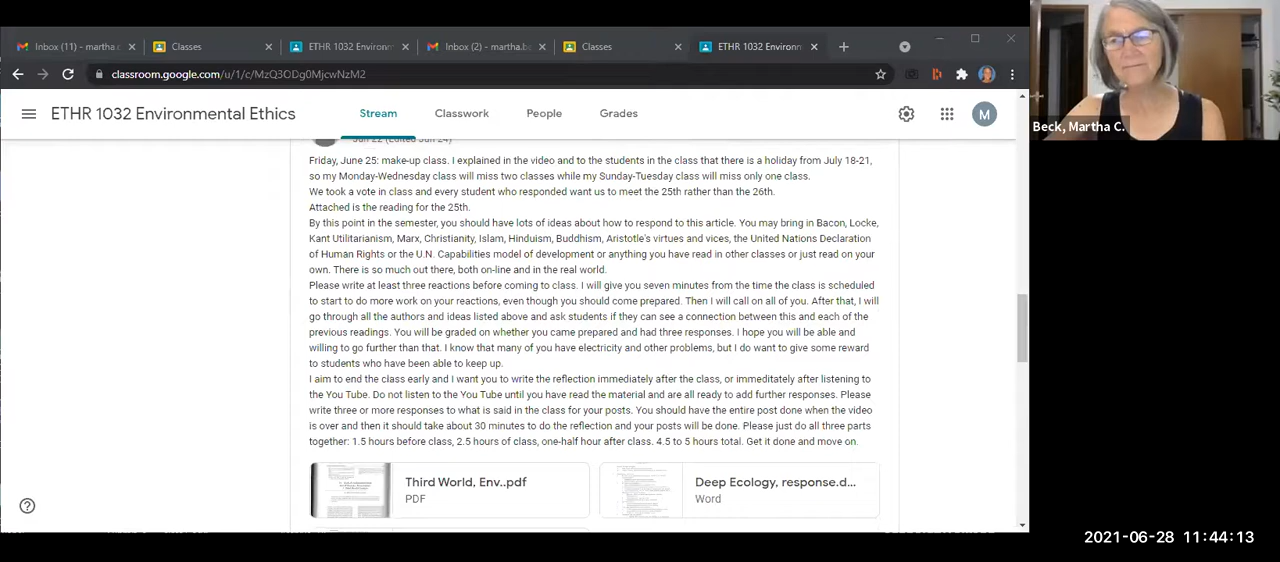 Inbox (11) - martha.c
Classes
ETHR 1032 Environm
Inbox (2) - martha.b
Classes
ETHR 1032 Environm
classroom.google.com/u/1/c/MzQ3ODg0MjcwNzM2
ETHR 1032 Environmental Ethics
Stream
Classwork
People
Grades
M
Jun 22 (Edited Jun 24)
Friday, June 25: make-up class. I explained in the video and to the students in the class that there is a holiday from July 18-21,
so my Monday-Wednesday class will miss two classes while my Sunday-Tuesday class will miss only one class.
We took a vote in class and every student who responded want us to meet the 25th rather than the 26th.
Attached is the reading for the 25th.
By this point in the semester, you should have lots of ideas about how to respond to this article. You may bring in Bacon, Locke,
Kant Utilitarianism, Marx, Christianity, Islam, Hinduism, Buddhism, Aristotle's virtues and vices, the United Nations Declaration
of Human Rights or the U.N. Capabilities model of development or anything you have read in other classes or just read on your
own. There is so much out there, both on-line and in the real world.
Please write at least three reactions before coming to class. I will give you seven minutes from the time the class is scheduled
to start to do more work on your reactions, even though you should come prepared. Then I will call on all of you. After that, I will
go through all the authors and ideas listed above and ask students if they can see a connection between this and each of the
previous readings. You will be graded on whether you came prepared and had three responses. I hope you will be able and
willing to go further than that. I know that many of you have electricity and other problems, but I do want to give some reward
to students who have been able to keep up.
I aim to end the class early and I want you to write the reflection immediately after the class, or immeditately after listening to
the You Tube. Do not listen to the You Tube until you have read the material and are all ready to add further responses. Please
write three or more responses to what is said in the class for your posts. You should have the entire post done when the video
is over and then it should take about 30 minutes to do the reflection and your posts will be done. Please just do all three parts
together: 1.5 hours before class, 2.5 hours of class, one-half hour after class. 4.5 to 5 hours total. Get it done and move on.
Third World, Env..pdf
PDF
Deep Ecology, response.d...
Word
Beck, Martha C.
2021-06-28 11:44:13